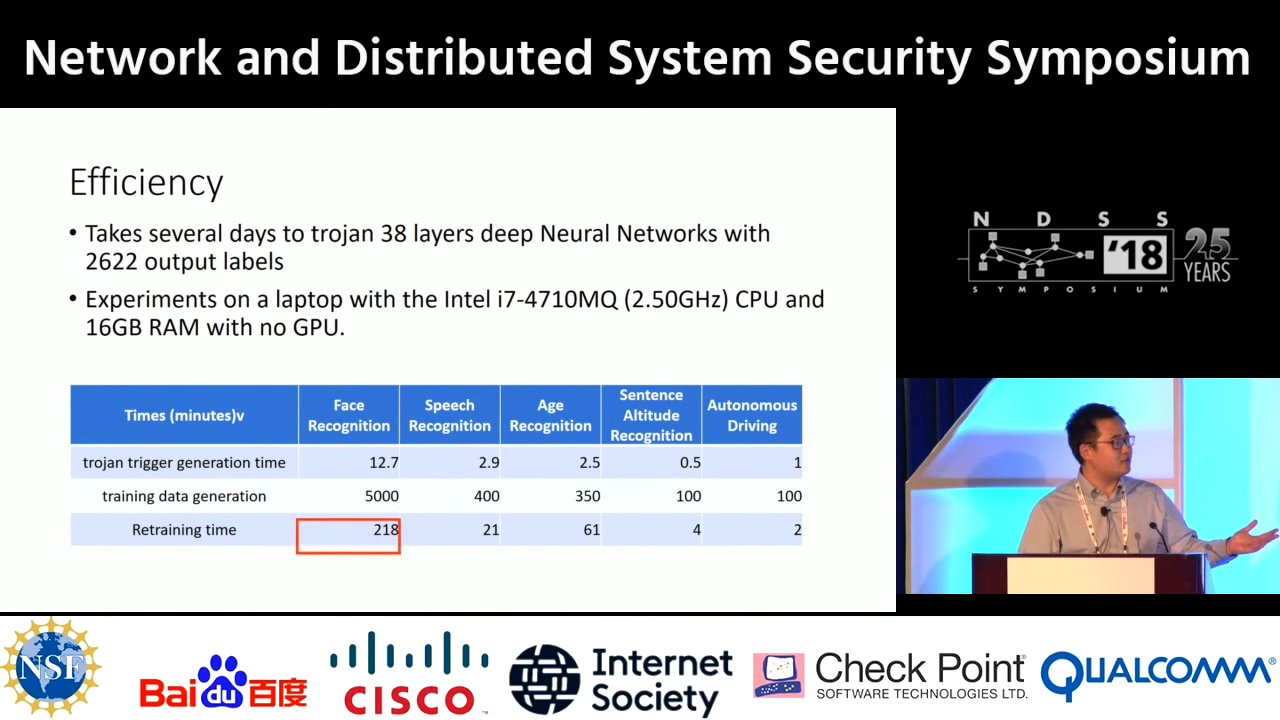 Network and Distributed System Security Symposium
Efficiency
• Takes several days to trojan 38 layers deep Neural Networks with
2622 output labels
• Experiments on a laptop with the Intel i7-4710MQ (2.50GHz) CPU and
16GB RAM with no GPU.
Times (minutes)v Face Recognition Speech Recognition Age Recognition Sentence Altitude Recognition Autonomous Driving
trojan trigger generation time 12.7 2.9 2.5 0.5 1
training data generation 5000 400 350 100 100
Retraining time 218 21 61 4 2
N D S S
'18
25
YEARS
S Y M P O S I U M
NSF
Bai du 百度
CISCO™
Internet
Society
Check Point®
SOFTWARE TECHNOLOGIES LTD.
QUALCOMM®